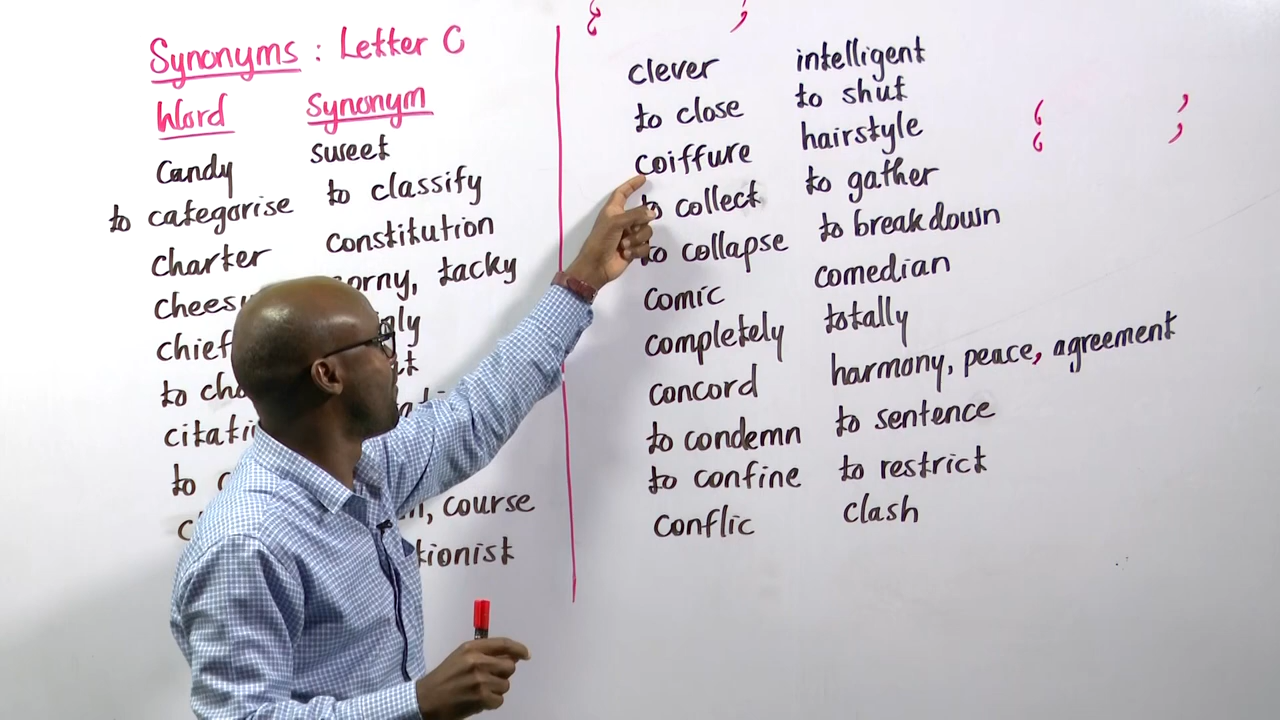 Synonyms : Letter C
Word Synonym
Candy sweet
to categorise to classify
charter constitution
tacky
to
course
clever intelligent
to close to shut
coiffure hairstyle
to collect to gather
to collapse to breakdown
comic comedian
completely totally
concord harmony, peace, agreement
to condemn to sentence
to confine to restrict
Conflic clash